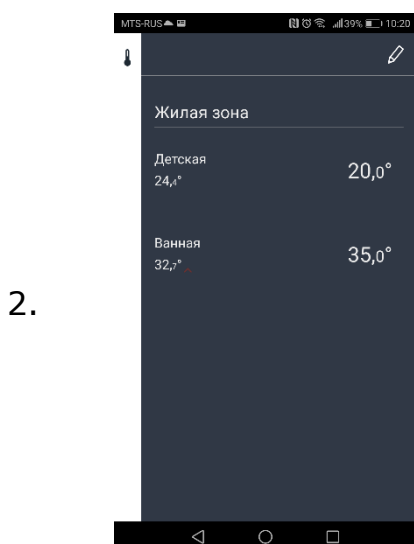 MTS-RUS 39% 10:20
Жилая зона
Детская
24,4° 20,0°
Ванная
32,7° 35,0°
2.